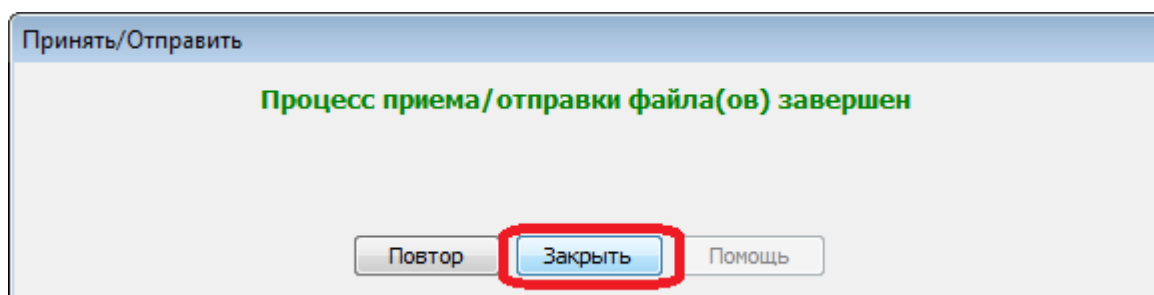 Принять/Отправить
Процесс приема/отправки файла(ов) завершен
Повтор Закрыть Помощь